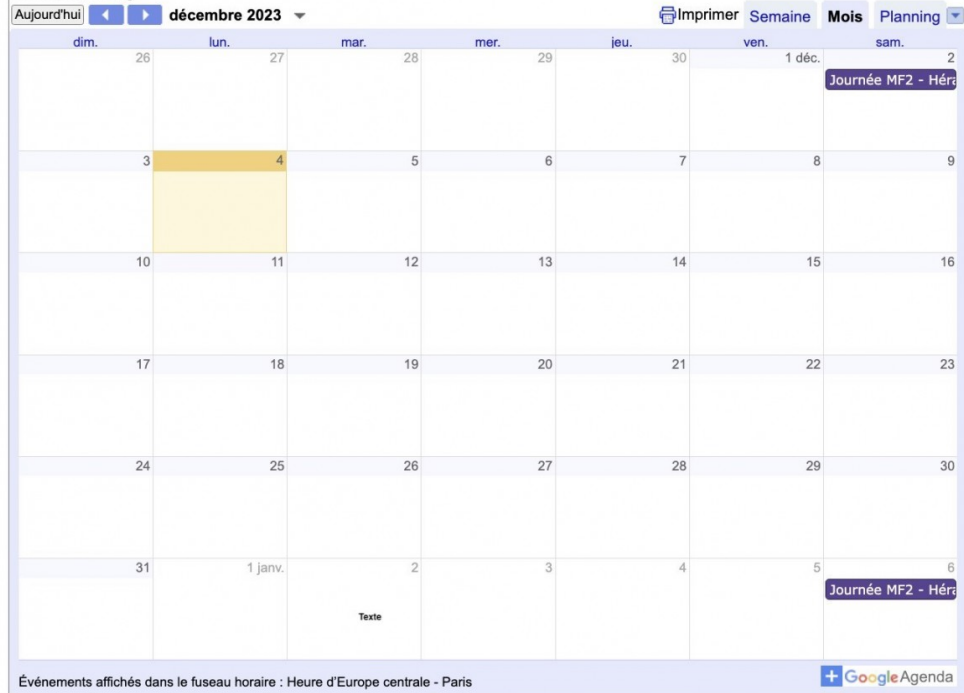 Aujourd'hui décembre 2023 Imprimer Semaine Mois Planning
dim. lun. mar. mer. jeu. ven. sam.
26 27 28 29 30 1 déc. 2
Journée MF2 - Héra
3 4 5 6 7 8 9
10 11 12 13 14 15 16
17 18 19 20 21 22 23
24 25 26 27 28 29 30
31 1 janv. 2 3 4 5 6
Journée MF2 - Héra
Texte
Événements affichés dans le fuseau horaire : Heure d'Europe centrale - Paris
Google Agenda